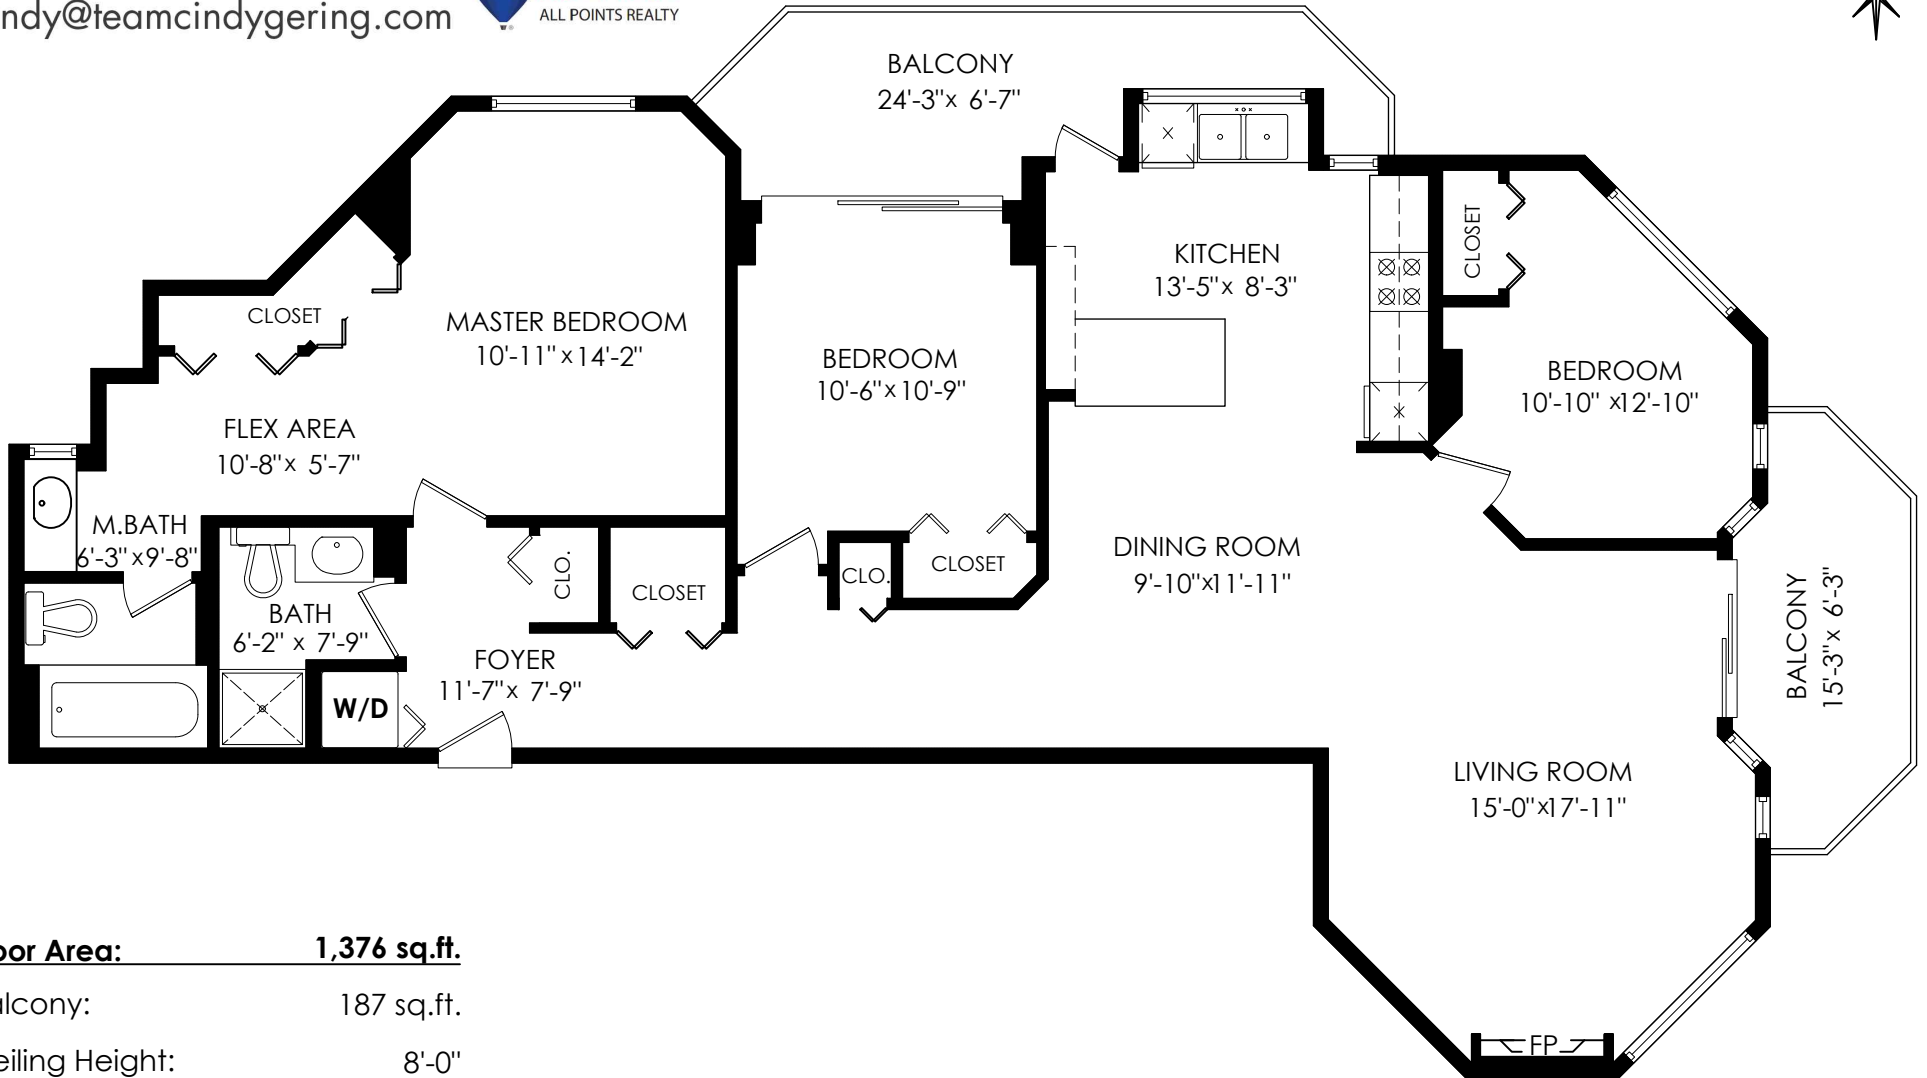 ndy@teamcindygering.com
ALL POINTS REALTY
BALCONY
24'-3"x 6'-7"
KITCHEN
13'-5"x 8'-3"
CLOSET
CLOSET
MASTER BEDROOM
10'-11"x14'-2"
BEDROOM
10'-6"x10'-9"
BEDROOM
10'-10" x12'-10"
FLEX AREA
10'-8"x 5'-7"
M.BATH
6'-3"x9'-8"
BATH
6'-2" x 7'-9"
CLO.
CLOSET
CLO.
CLOSET
DINING ROOM
9'-10"x11'-11"
BALCONY
15'-3"x 6'-3"
FOYER
11'-7"x 7'-9"
W/D
LIVING ROOM
15'-0"x17'-11"
FP
oor Area: 1,376 sq.ft.
alcony: 187 sq.ft.
eiling Height: 8'-0"